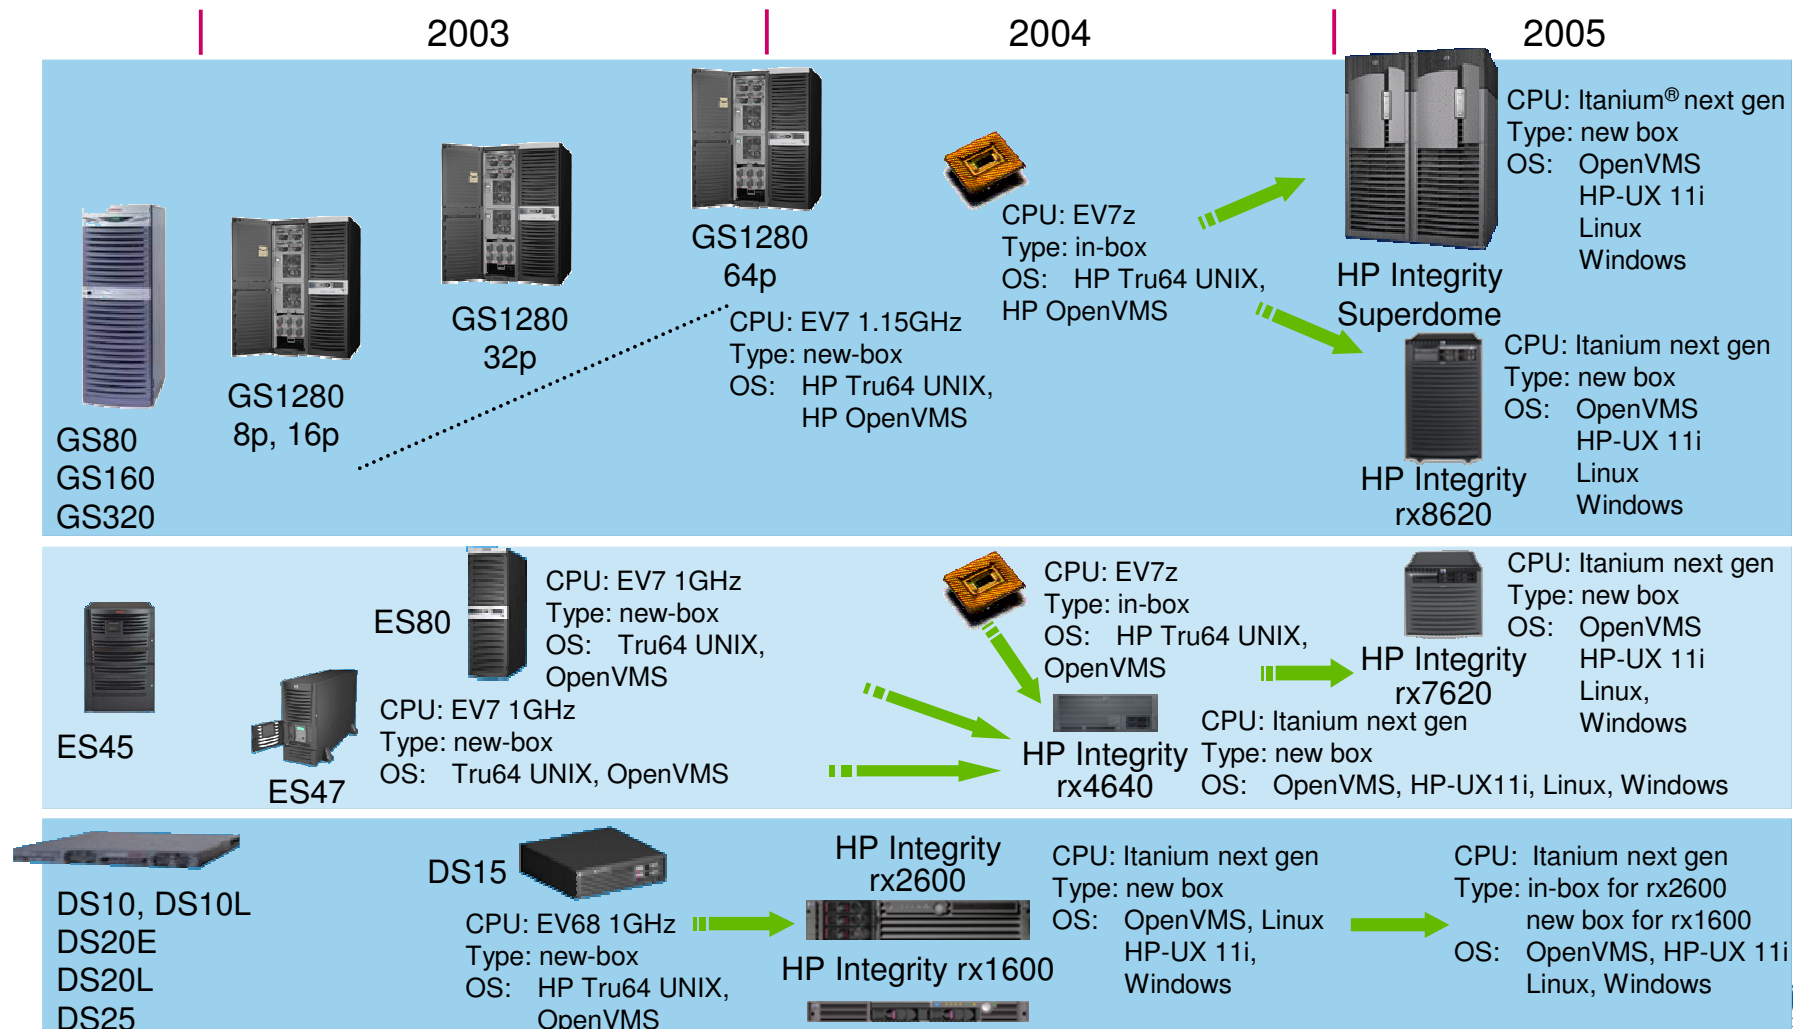 2003
2004
2005
GS80
GS160
GS320
GS1280
8p, 16p
GS1280
32p
GS1280
64p
CPU: EV7 1.15GHz
Type: new-box
OS: HP Tru64 UNIX,
HP OpenVMS
CPU: EV7z
Type: in-box
OS: HP Tru64 UNIX,
HP OpenVMS
HP Integrity
Superdome
CPU: Itanium® next gen
Type: new box
OS: OpenVMS
HP-UX 11i
Linux
Windows
HP Integrity
rx8620
CPU: Itanium next gen
Type: new box
OS: OpenVMS
HP-UX 11i
Linux
Windows
ES45
ES47
CPU: EV7 1GHz
Type: new-box
OS: Tru64 UNIX, OpenVMS
ES80
CPU: EV7 1GHz
Type: new-box
OS: Tru64 UNIX,
OpenVMS
CPU: EV7z
Type: in-box
OS: HP Tru64 UNIX,
OpenVMS
HP Integrity
rx4640
CPU: Itanium next gen
Type: new box
OS: OpenVMS, HP-UX11i, Linux, Windows
HP Integrity
rx7620
CPU: Itanium next gen
Type: new box
OS: OpenVMS
HP-UX 11i
Linux,
Windows
DS10, DS10L
DS20E
DS20L
DS25
DS15
CPU: EV68 1GHz
Type: new-box
OS: HP Tru64 UNIX,
OpenVMS
HP Integrity
rx2600
HP Integrity rx1600
CPU: Itanium next gen
Type: new box
OS: OpenVMS, Linux
HP-UX 11i,
Windows
CPU: Itanium next gen
Type: in-box for rx2600
new box for rx1600
OS: OpenVMS, HP-UX 11i
Linux, Windows